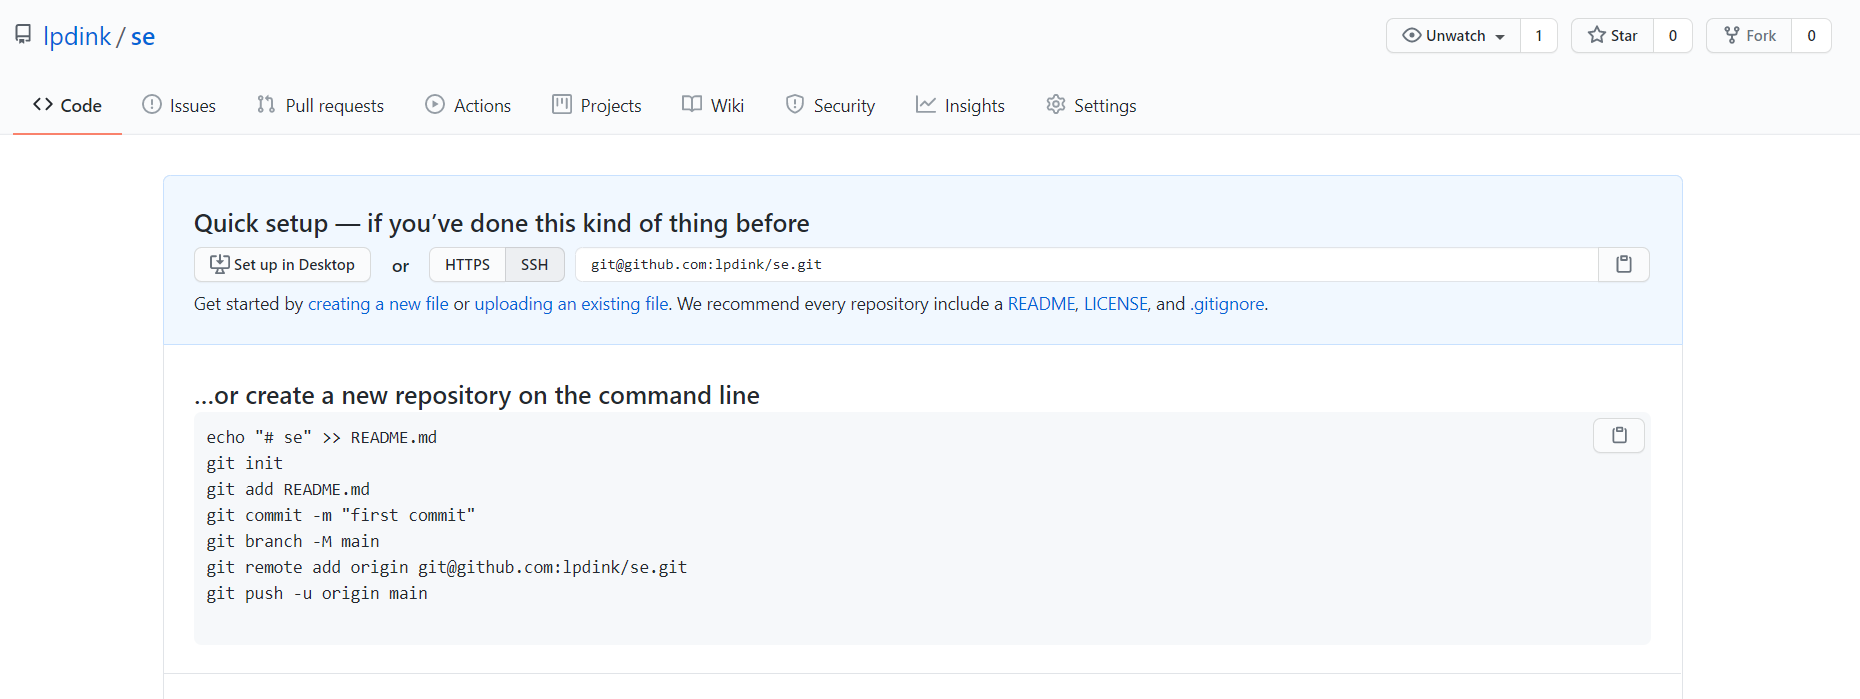 lpdink / se
Unwatch 1 Star 0 Fork 0
Code Issues Pull requests Actions Projects Wiki Security Insights Settings
Quick setup — if you’ve done this kind of thing before
Set up in Desktop or HTTPS SSH git@github.com:lpdink/se.git
Get started by creating a new file or uploading an existing file. We recommend every repository include a README, LICENSE, and .gitignore.
…or create a new repository on the command line
echo "# se" >> README.md
git init
git add README.md
git commit -m "first commit"
git branch -M main
git remote add origin git@github.com:lpdink/se.git
git push -u origin main